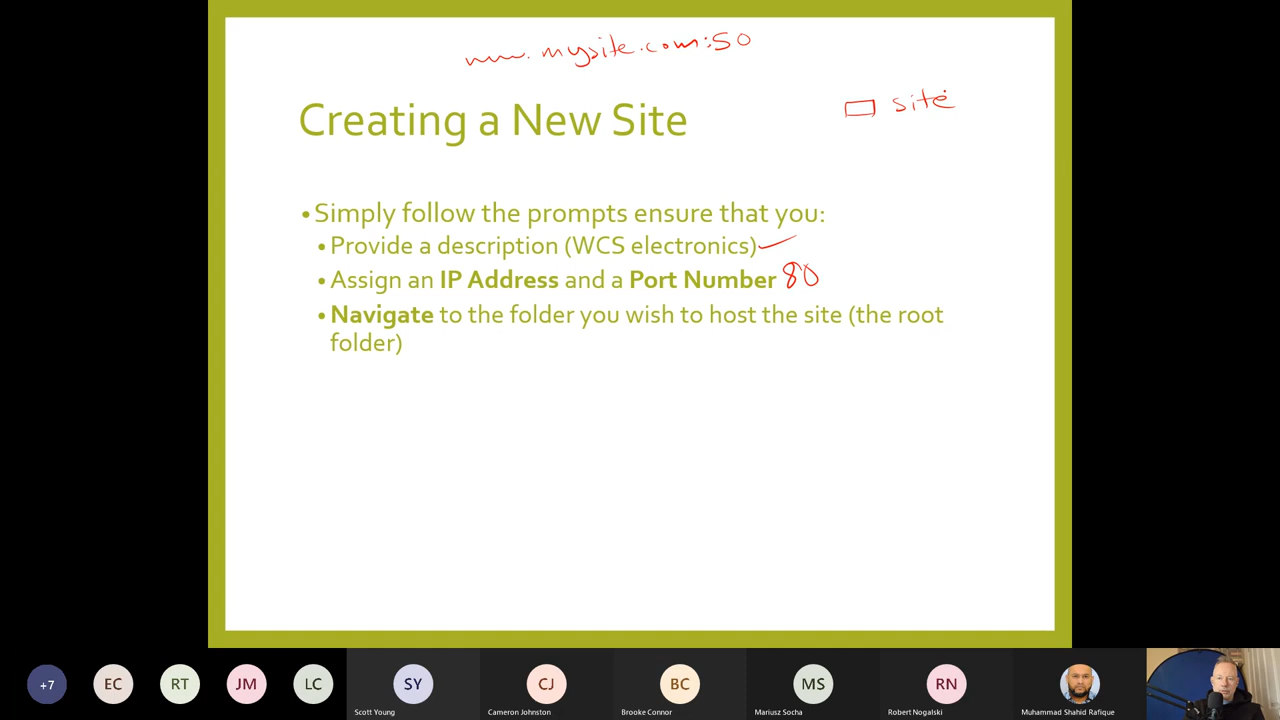 www.mysite.com:50
site
Creating a New Site
•Simply follow the prompts ensure that you:
•Provide a description (WCS electronics)
•Assign an IP Address and a Port Number 80
•Navigate to the folder you wish to host the site (the root
folder)
+7
EC
RT
JM
LC
SY
CJ
BC
MS
RN
Scott Young
Cameron Johnston
Brooke Connor
Mariusz Socha
Robert Nogalski
Muhammad Shahid Rafique